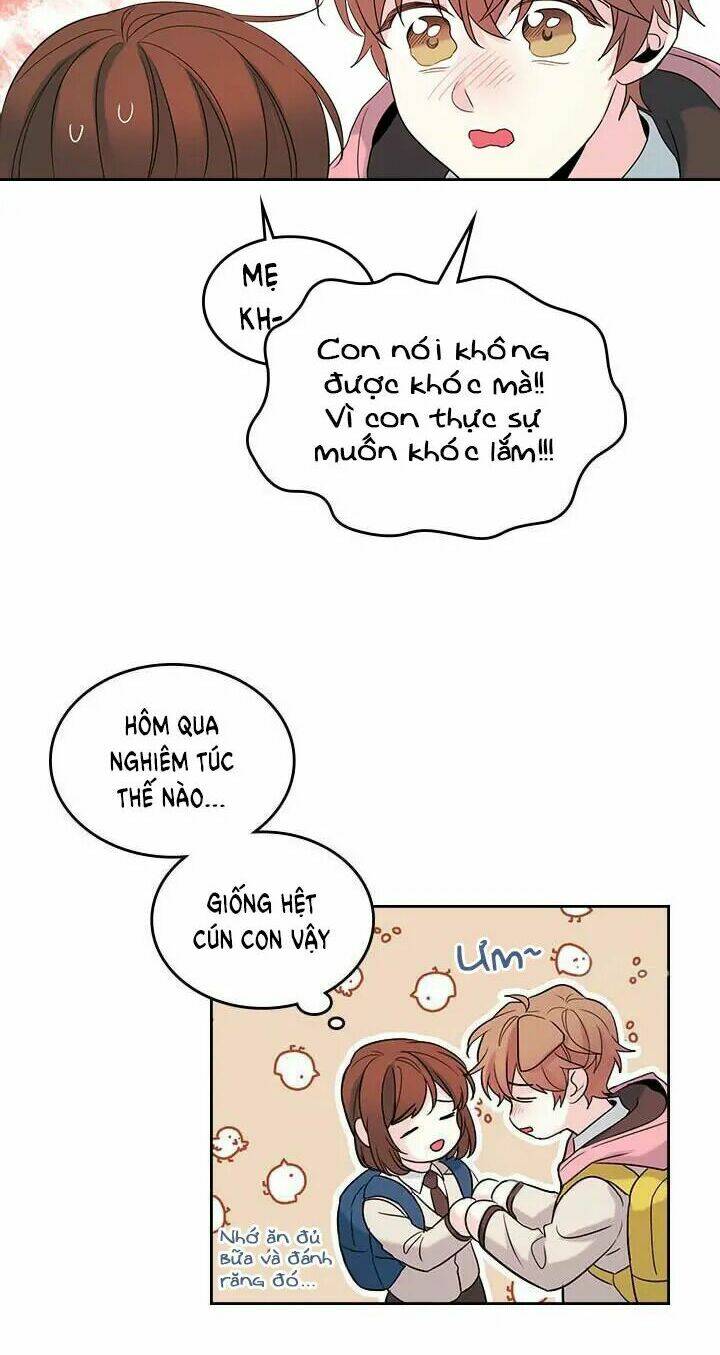 MẸ
KH-
Con nói không
được khóc mà!!
Vì con thực sự
muốn khóc lắm!!!
HÔM QUA
NGHIÊM TÚC
THẾ NÀO...
GIỐNG HỆT
CÚN CON VẬY
Ưm~
Nhớ ăn đủ
bữa và đánh
răng đó...